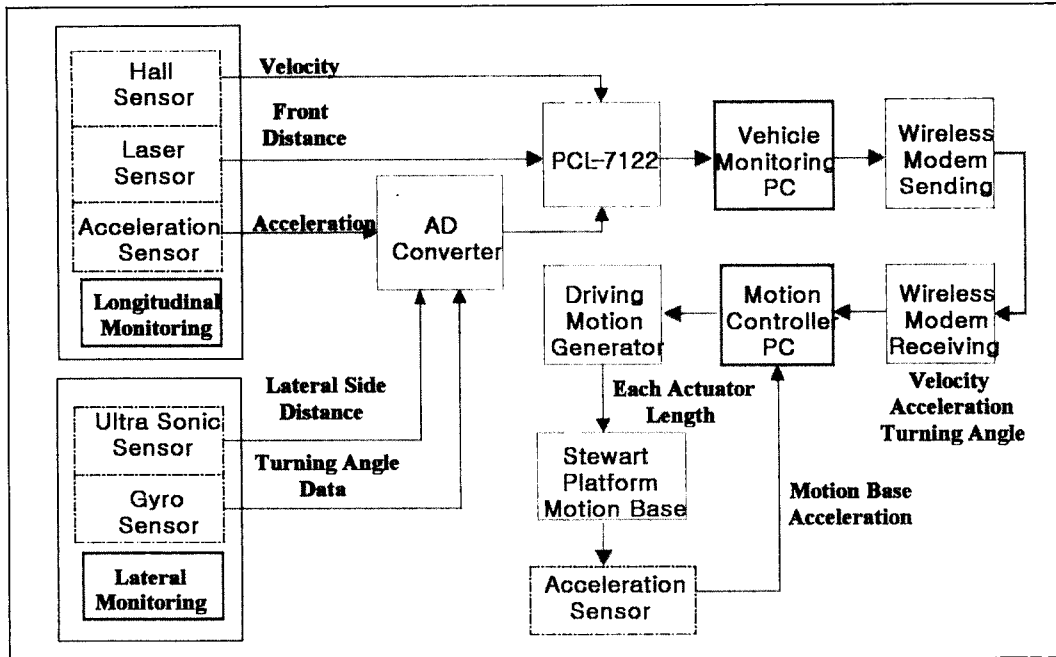 Hall
Sensor
Velocity
Laser
Sensor
Front
Distance
Acceleration
Sensor
Acceleration
Longitudinal
Monitoring
AD
Converter
PCL-7122
Vehicle
Monitoring
PC
Wireless
Modem
Sending
Driving
Motion
Generator
Motion
Controller
PC
Wireless
Modem
Receiving
Velocity
Acceleration
Turning Angle
Each Actuator
Length
Ultra Sonic
Sensor
Lateral Side
Distance
Gyro
Sensor
Turning Angle
Data
Lateral
Monitoring
Stewart
Platform
Motion Base
Motion Base
Acceleration
Acceleration
Sensor